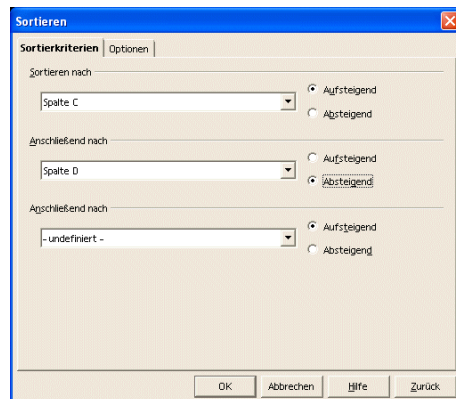 Sortieren
Sortierkriterien Optionen
Sortieren nach
Spalte C
Aufsteigend
Absteigend
Anschließend nach
Spalte D
Aufsteigend
Absteigend
Anschließend nach
- undefiniert -
Aufsteigend
Absteigend
OK Abbrechen Hilfe Zurück